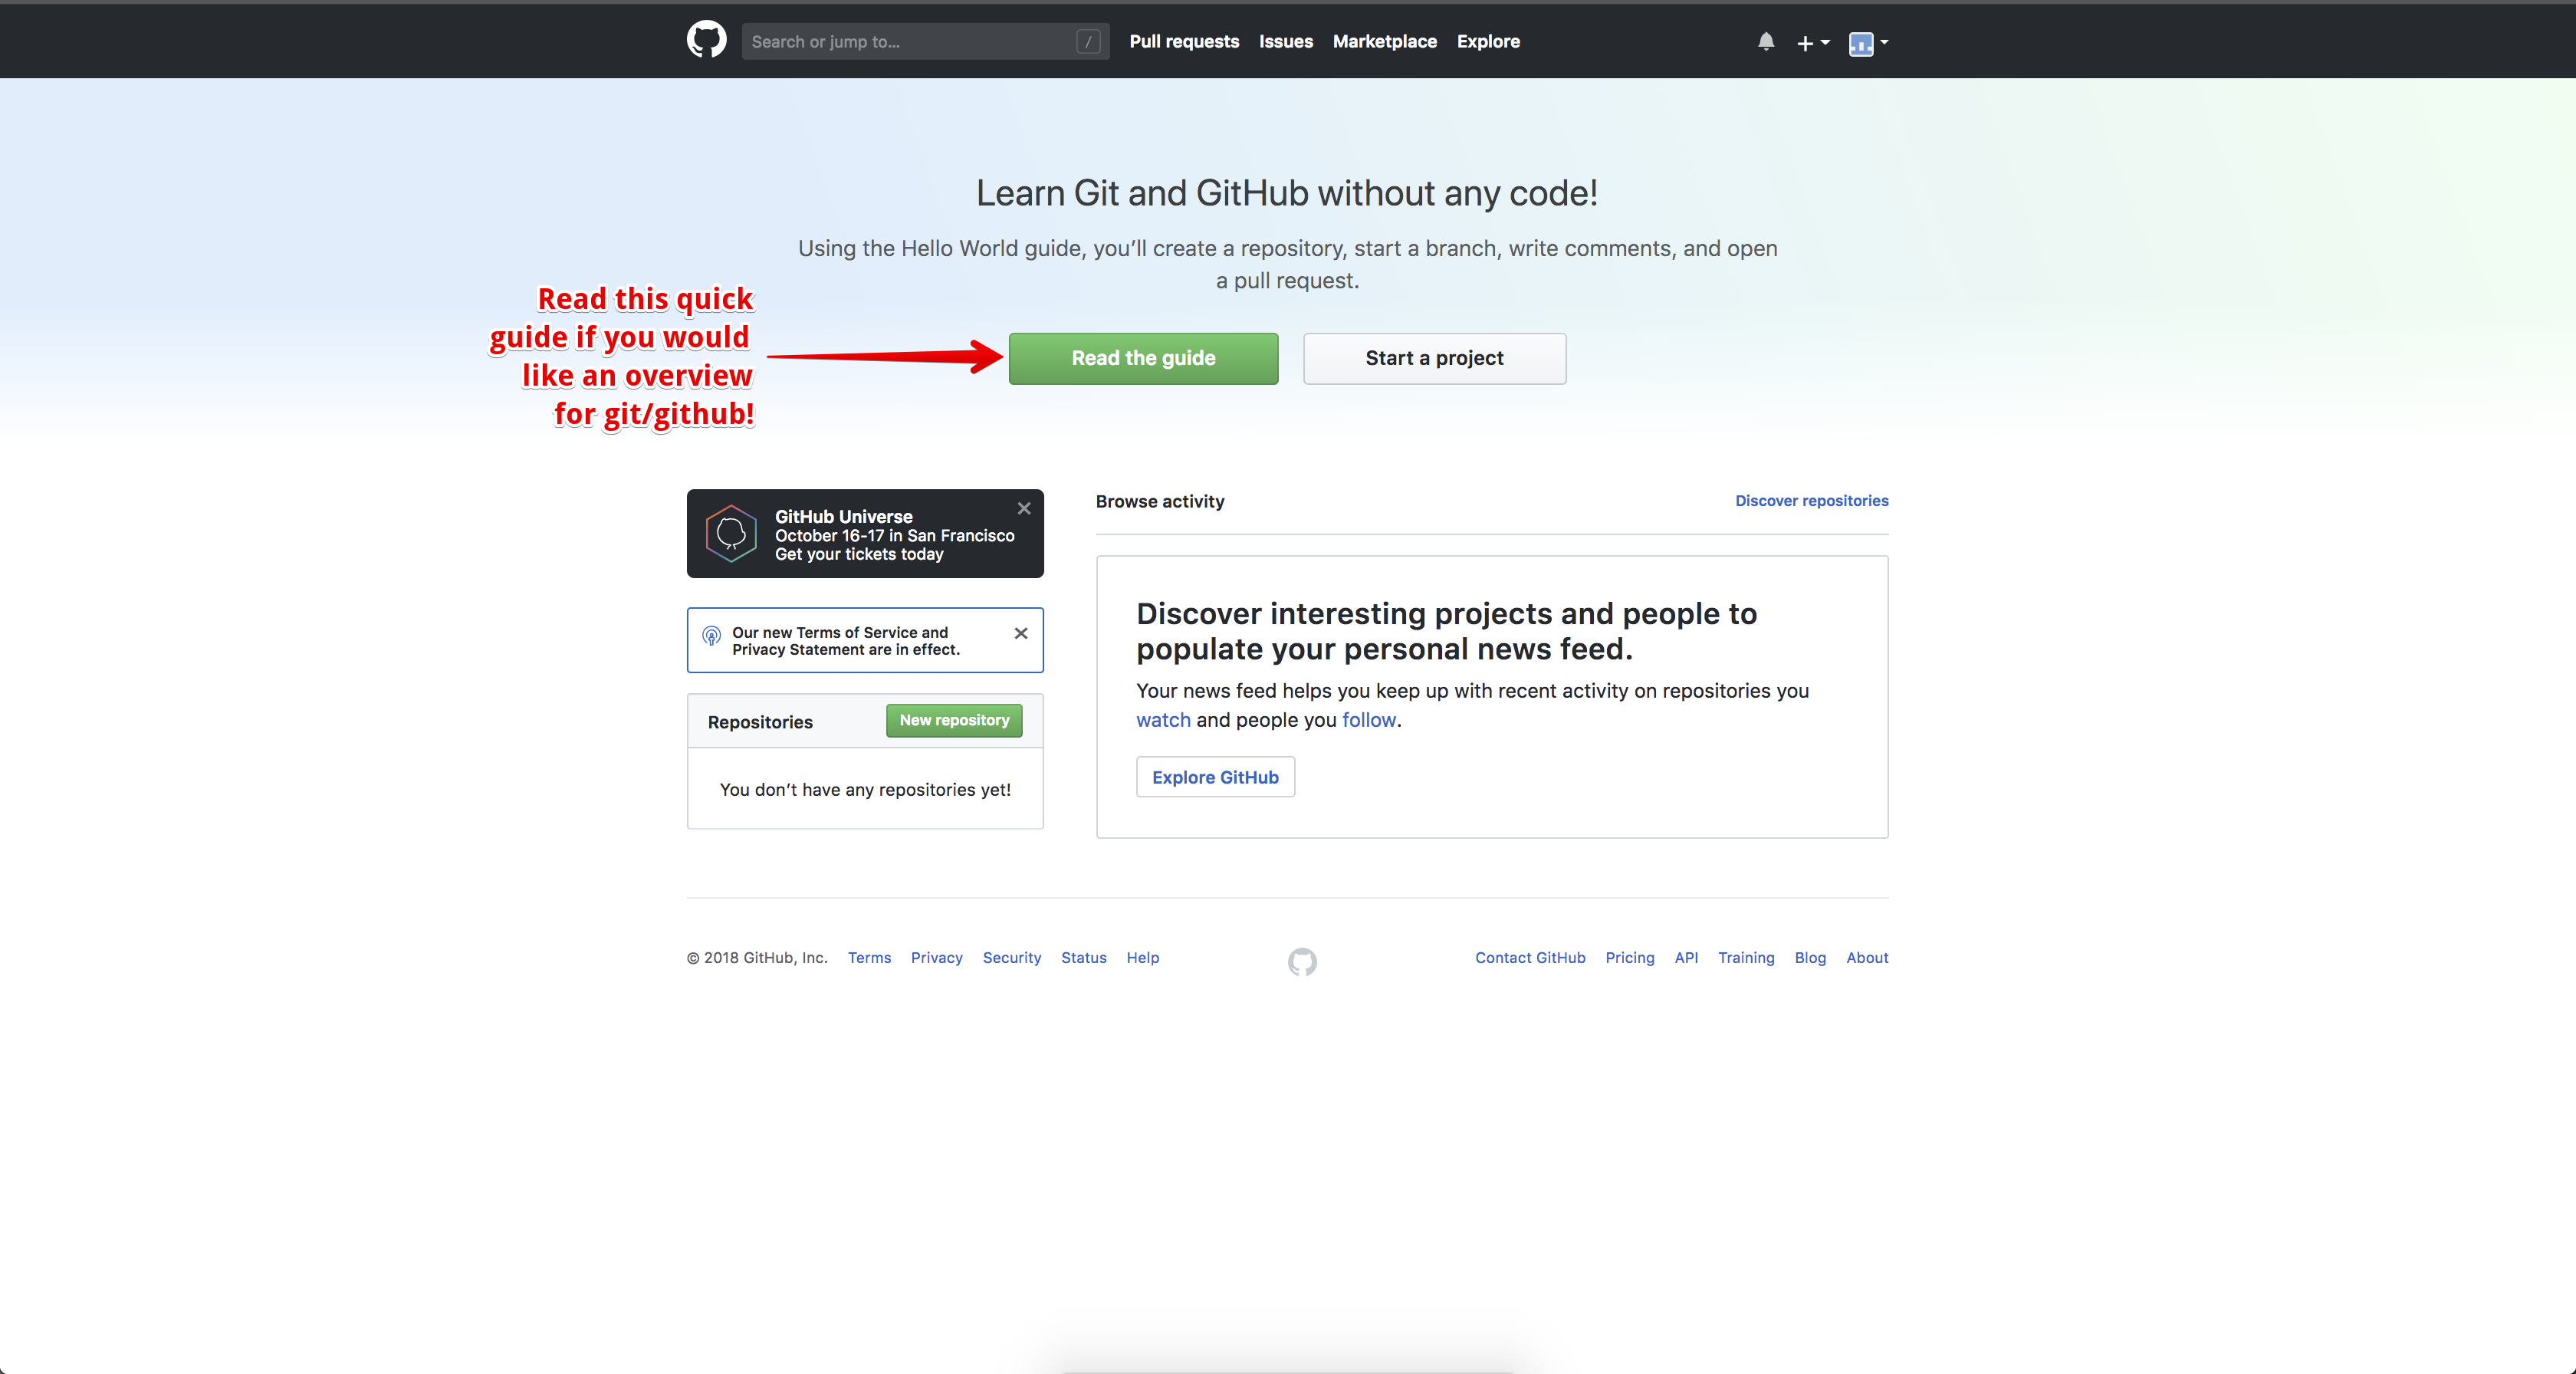 Search or jump to...
/
Pull requests
Issues
Marketplace
Explore
Learn Git and GitHub without any code!
Using the Hello World guide, you’ll create a repository, start a branch, write comments, and open
a pull request.
Read this quick
guide if you would
like an overview
for git/github!
Read the guide
Start a project
GitHub Universe
October 16-17 in San Francisco
Get your tickets today
Our new Terms of Service and
Privacy Statement are in effect.
Repositories
New repository
You don’t have any repositories yet!
Browse activity
Discover repositories
Discover interesting projects and people to
populate your personal news feed.
Your news feed helps you keep up with recent activity on repositories you
watch and people you follow.
Explore GitHub
© 2018 GitHub, Inc.
Terms
Privacy
Security
Status
Help
Contact GitHub
Pricing
API
Training
Blog
About